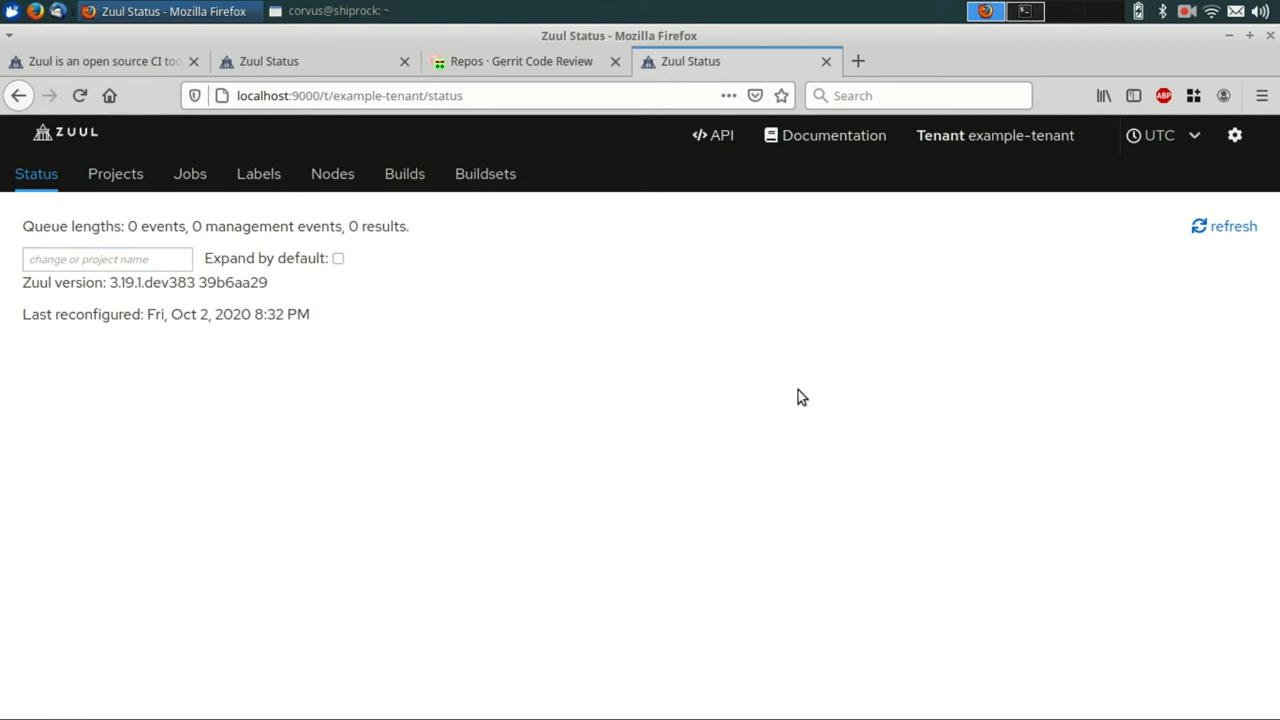 Zuul Status - Mozilla Firefox
corvus@shiprock: ~
Zuul Status - Mozilla Firefox
Zuul is an open source CI too
Zuul Status
Repos · Gerrit Code Review
Zuul Status
localhost:9000/t/example-tenant/status
Search
ABP
ZUUL
API
Documentation
Tenant example-tenant
UTC
Status
Projects
Jobs
Labels
Nodes
Builds
Buildsets
Queue lengths: 0 events, 0 management events, 0 results.
refresh
change or project name
Expand by default:
Zuul version: 3.19.1.dev383 39b6aa29
Last reconfigured: Fri, Oct 2, 2020 8:32 PM